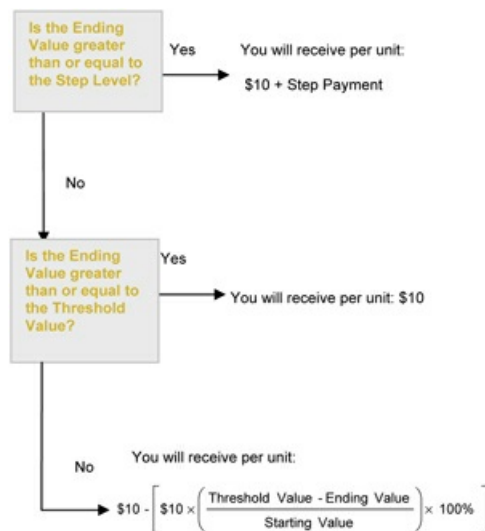 Is the Ending
Value greater
than or equal to
the Step Level?
Yes
You will receive per unit:
$10 + Step Payment
No
Is the Ending
Value greater
than or equal to
the Threshold
Value?
Yes
You will receive per unit: $10
No
You will receive per unit:
$10 - [ $10 × ( Threshold Value - Ending Value / Starting Value ) × 100% ]